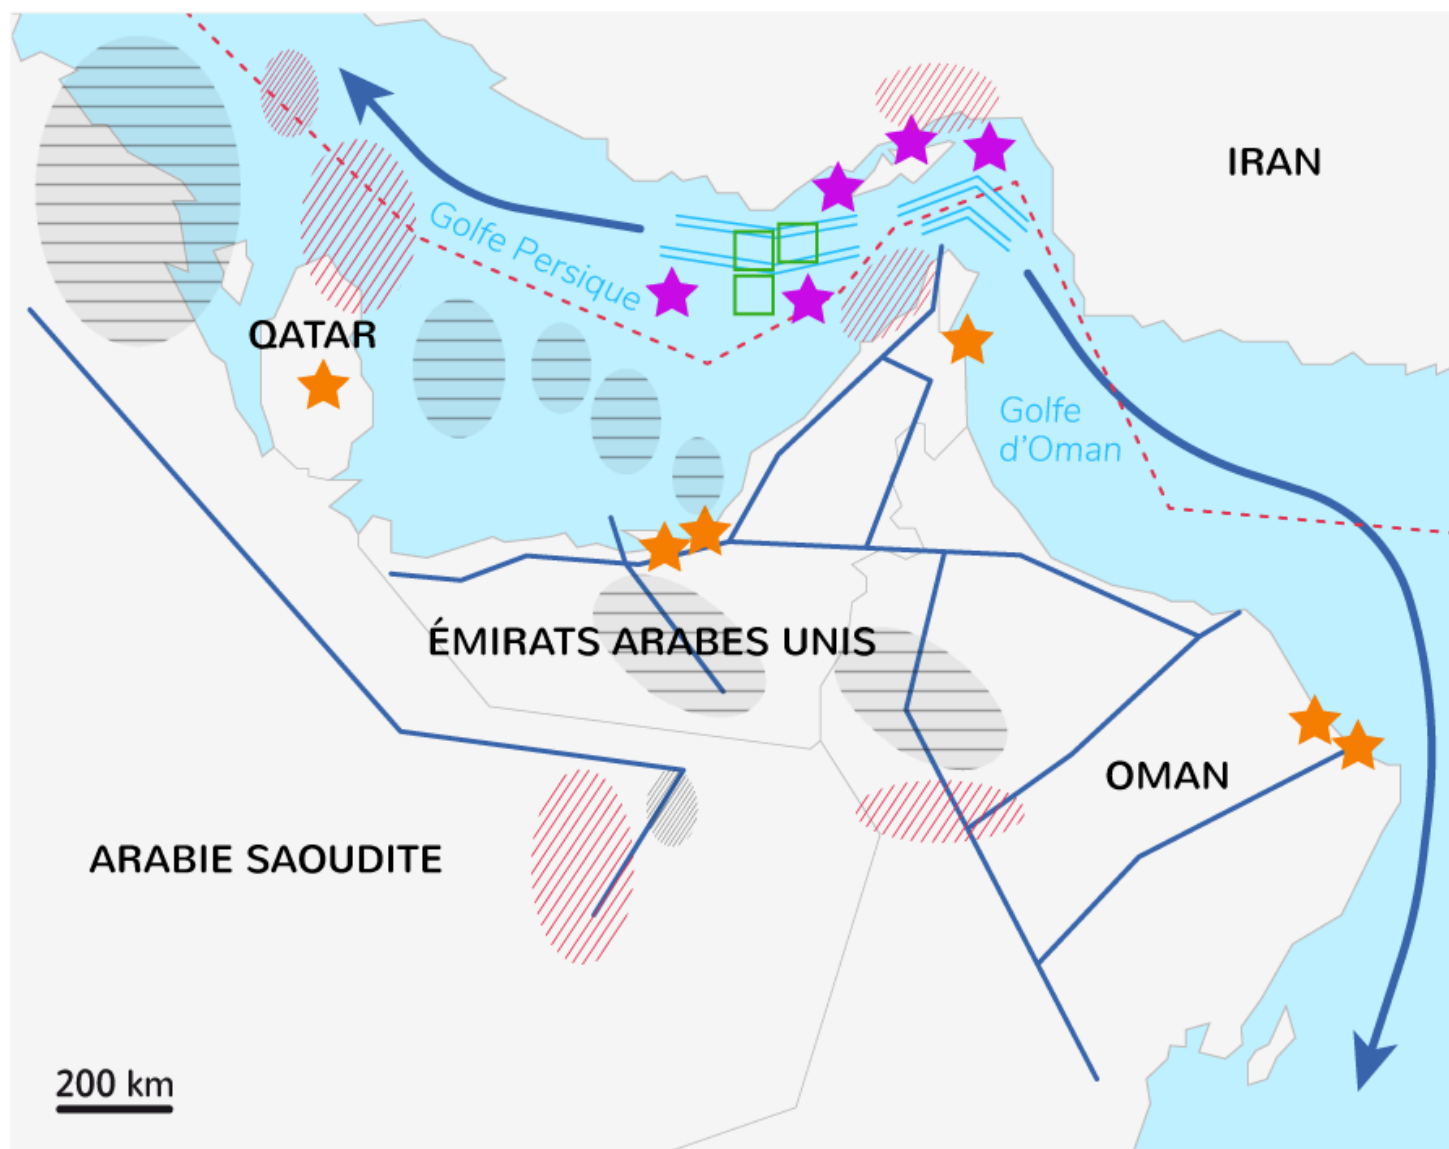 IRAN
Golfe Persique
QATAR
Golfe
d’Oman
ÉMIRATS ARABES UNIS
OMAN
ARABIE SAOUDITE
200 km